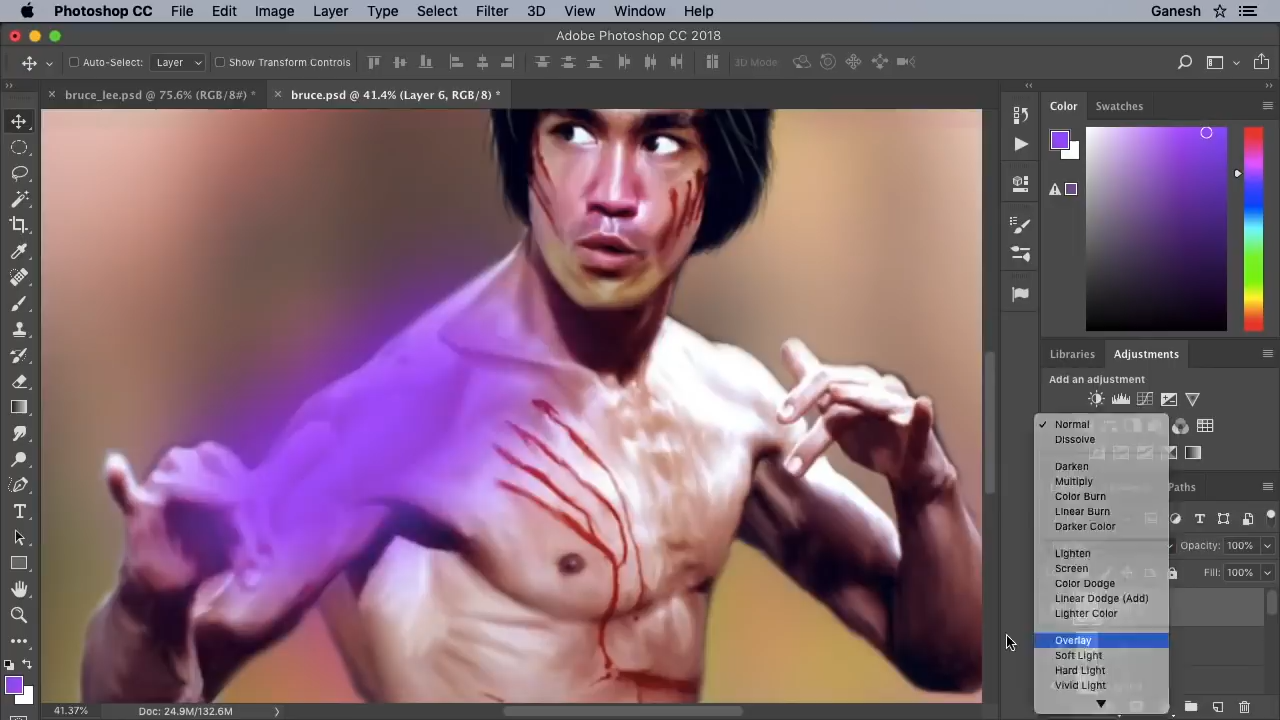 Photoshop CC File Edit Image Layer Type Select Filter 3D View Window Help Ganesh
Adobe Photoshop CC 2018
Auto-Select: Layer Show Transform Controls 3D Mode:
bruce_lee.psd @ 75.6% (RGB/8#) * bruce.psd @ 41.4% (Layer 6, RGB/8) *
Color Swatches
Libraries Adjustments
Add an adjustment
Normal
Dissolve
Darken
Multiply
Color Burn
Linear Burn
Darker Color
Lighten
Screen
Color Dodge
Linear Dodge (Add)
Lighter Color
Overlay
Soft Light
Hard Light
Vivid Light
Paths
Opacity: 100%
Fill: 100%
41.37% Doc: 24.9M/132.6M